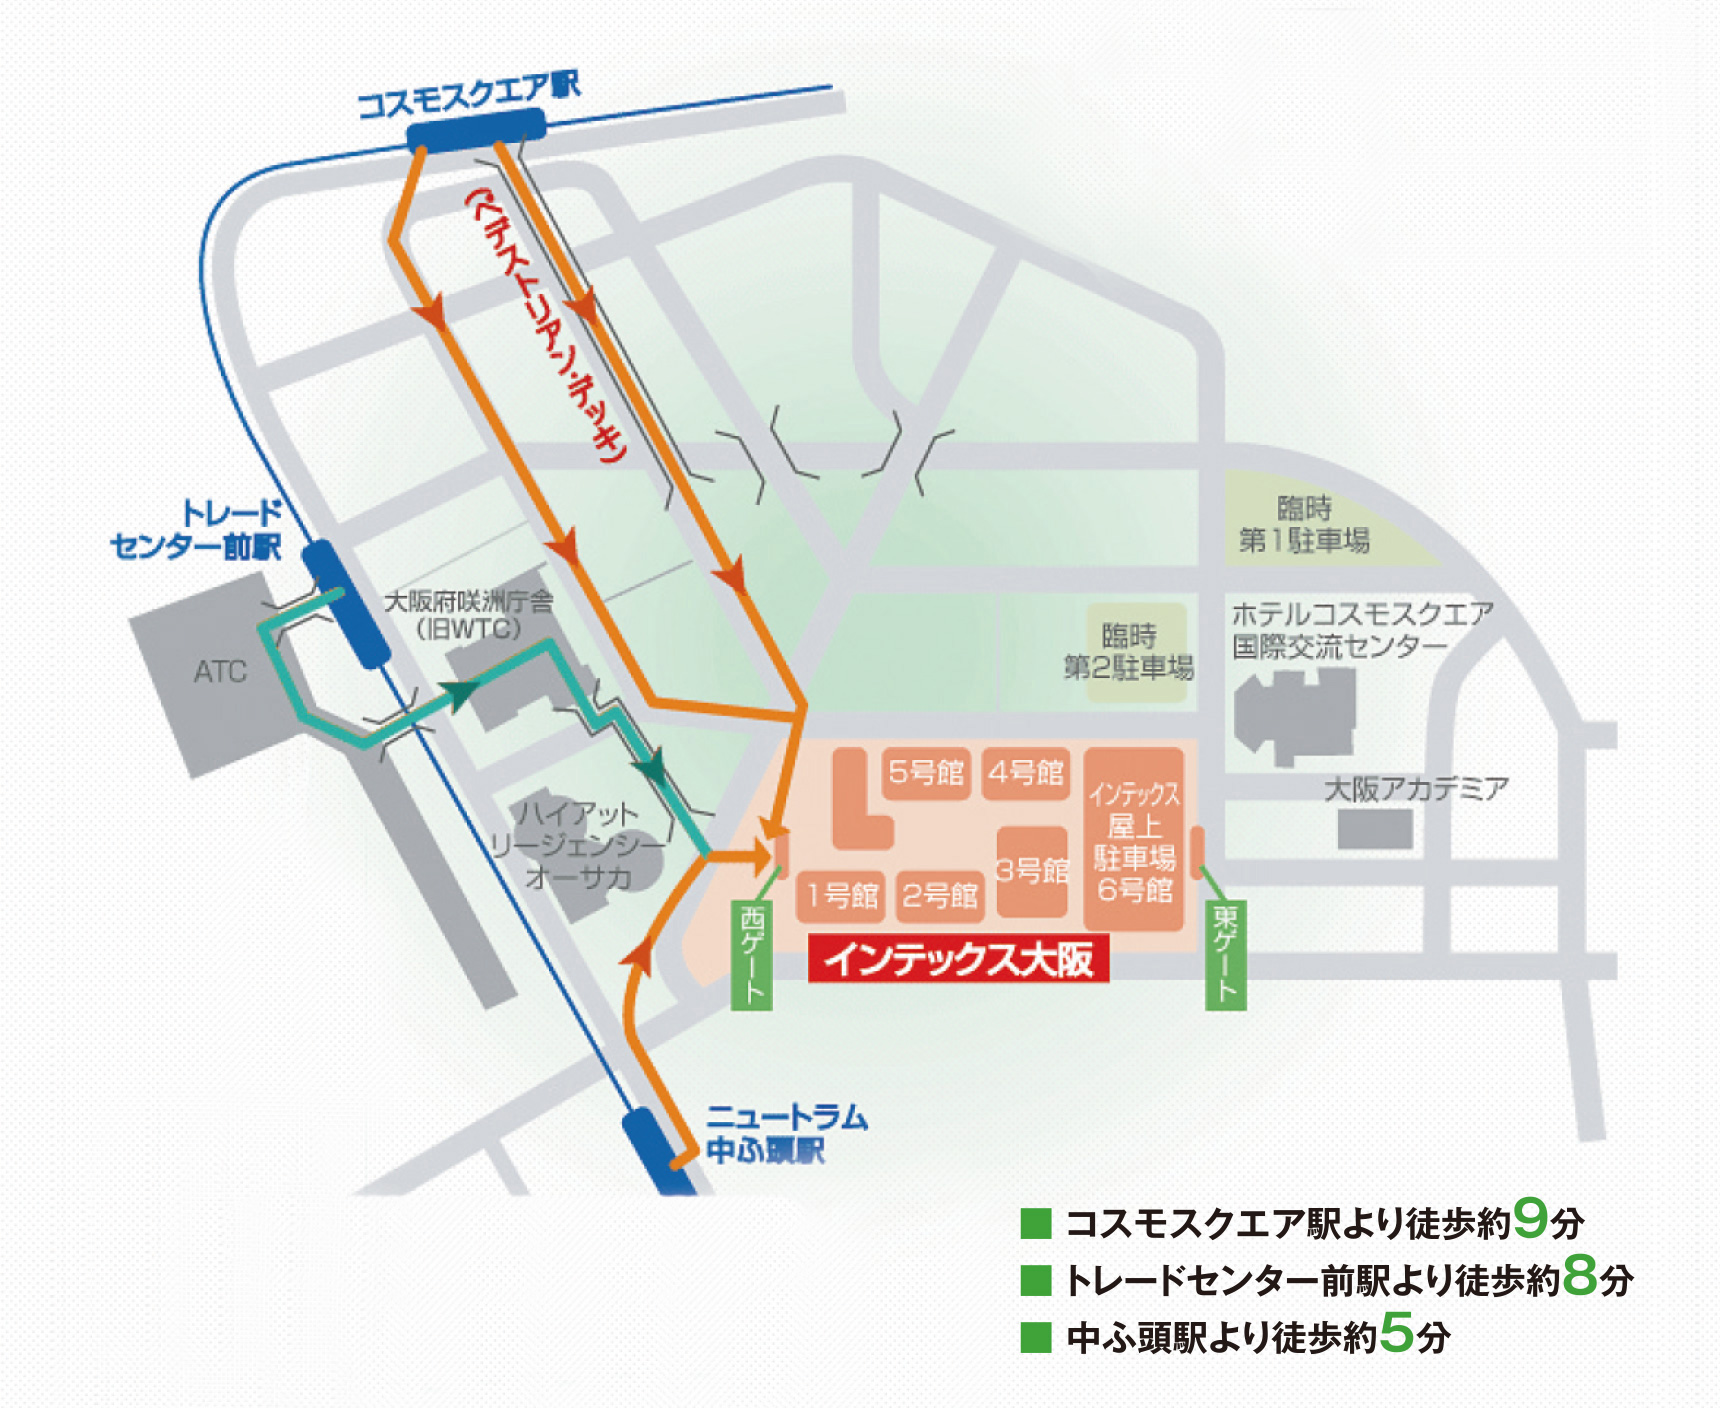 コスモスクエア駅
(ペデストリアン・デッキ)
トレード
センター前駅
大阪府咲洲庁舎
(旧WTC)
ATC
ハイアット
リージェンシー
オーサカ
臨時
第1駐車場
臨時
第2駐車場
ホテルコスモスクエア
国際交流センター
大阪アカデミア
5号館
4号館
インテックス
屋上
駐車場
6号館
3号館
1号館
2号館
西ゲート
インテックス大阪
東ゲート
ニュートラム
中ふ頭駅
■ コスモスクエア駅より徒歩約9分
■ トレードセンター前駅より徒歩約8分
■ 中ふ頭駅より徒歩約5分